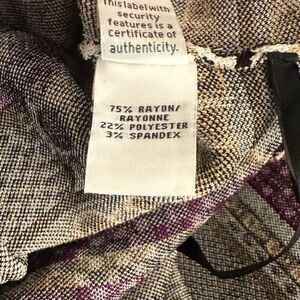 This label with
security
features is a
certificate of
authenticity.
75% RAYON/
RAYONNE
22% POLYESTER
3% SPANDEX